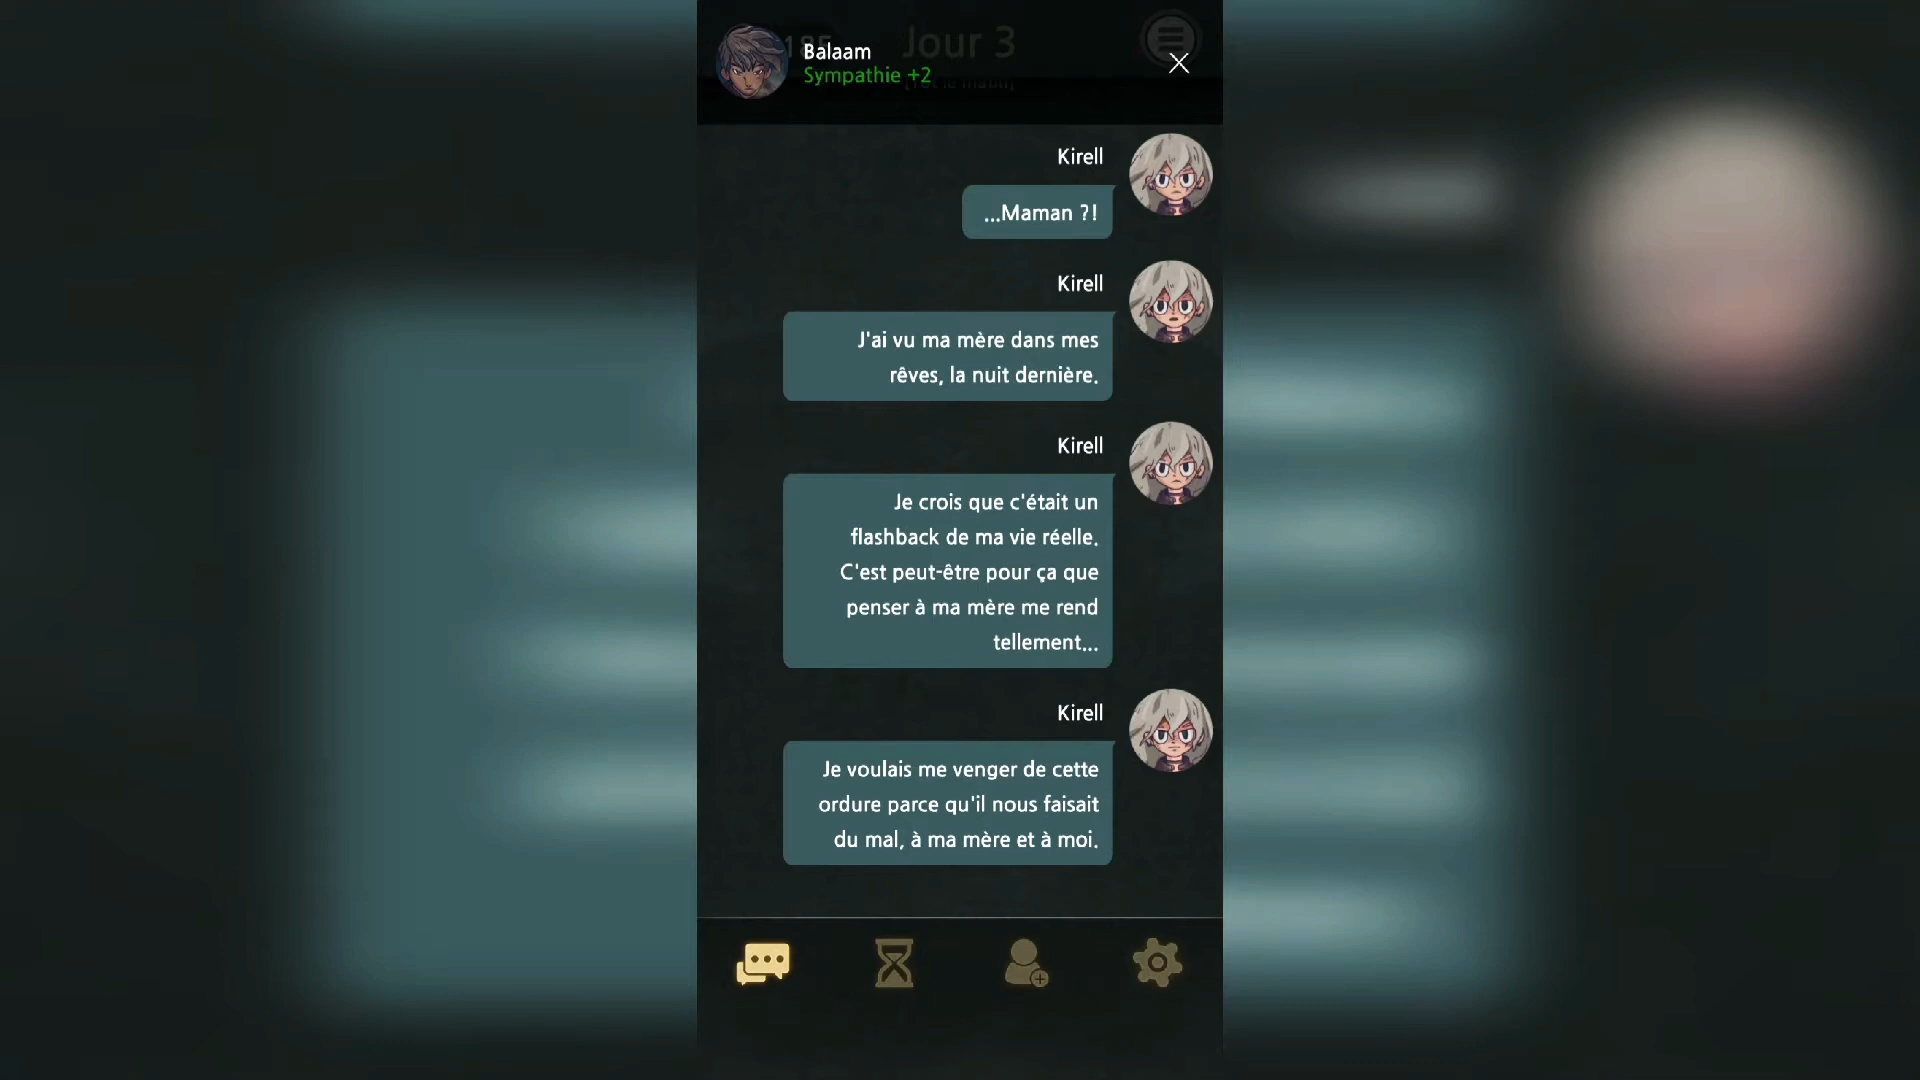 Jour 3
Balaam
Sympathie +2
Kirell
...Maman ?!
Kirell
J'ai vu ma mère dans mes
rêves, la nuit dernière.
Kirell
Je crois que c'était un
flashback de ma vie réelle.
C'est peut-être pour ça que
penser à ma mère me rend
tellement...
Kirell
Je voulais me venger de cette
ordure parce qu'il nous faisait
du mal, à ma mère et à moi.